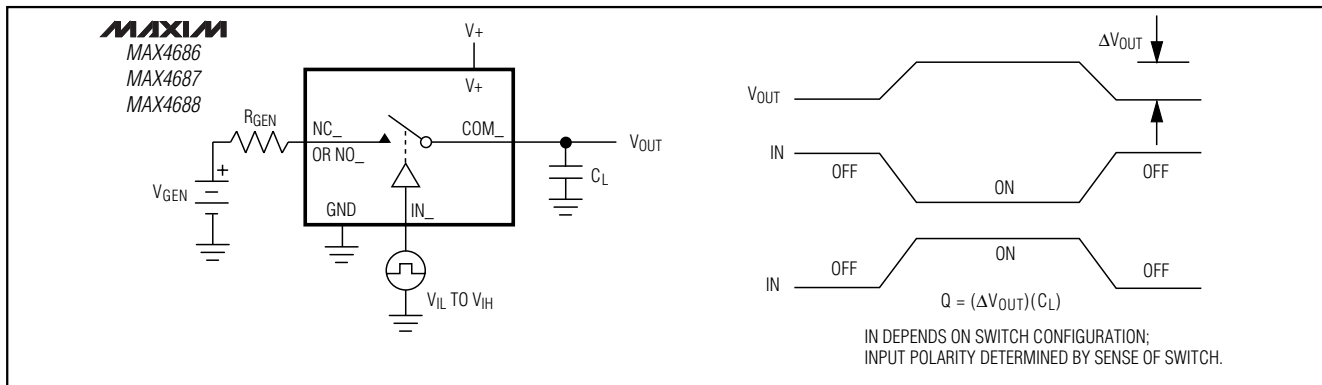 MAXIM
MAX4686
MAX4687
MAX4688
V+
V+
RGEN
NC_
OR NO_
COM_
VOUT
CL
+
VGEN
GND
IN_
VIL TO VIH
ΔVOUT
VOUT
IN
OFF
ON
OFF
IN
OFF
ON
OFF
Q = (ΔVOUT)(CL)
IN DEPENDS ON SWITCH CONFIGURATION;
INPUT POLARITY DETERMINED BY SENSE OF SWITCH.